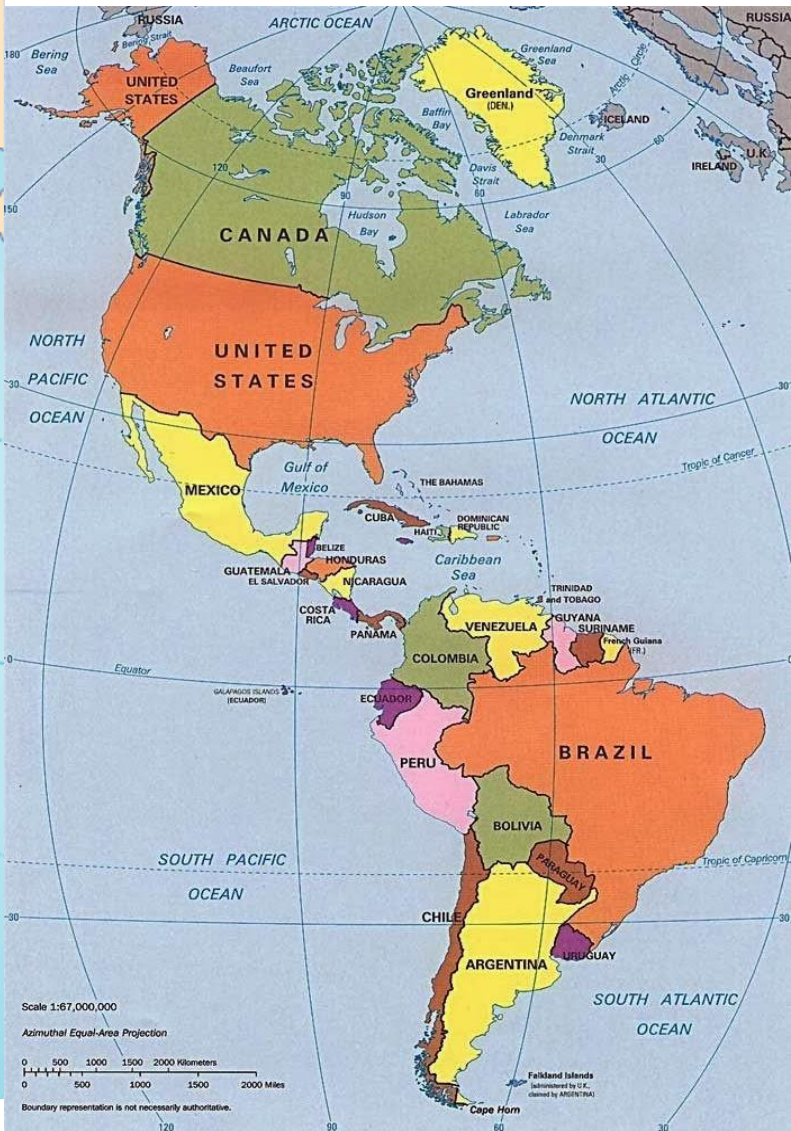 RUSSIA
ARCTIC OCEAN
RUSSIA
180
Bering Strait
Bering
Sea
Beaufort
Sea
Greenland
Sea
Arctic Circle
UNITED
STATES
Greenland
(DEN.)
Baffin
Bay
Denmark
Strait
ICELAND
60
U.K.
IRELAND
30
120
90
Davis
Strait
60
150
Hudson
Bay
Labrador
Sea
CANADA
NORTH
PACIFIC
OCEAN
UNITED
STATES
30
30
NORTH ATLANTIC
OCEAN
Tropic of Cancer
Gulf of
Mexico
MEXICO
THE BAHAMAS
CUBA
HAITI
DOMINICAN
REPUBLIC
BELIZE
HONDURAS
GUATEMALA
EL SALVADOR
NICARAGUA
Caribbean
Sea
COSTA
RICA
PANAMA
TRINIDAD
and TOBAGO
VENEZUELA
GUYANA
SURINAME
French Guiana
(FR.)
COLOMBIA
0
0
Equator
GALAPAGOS ISLANDS
(ECUADOR)
ECUADOR
PERU
BRAZIL
BOLIVIA
SOUTH PACIFIC
OCEAN
PARAGUAY
Tropic of Capricorn
30
30
CHILE
ARGENTINA
URUGUAY
SOUTH ATLANTIC
OCEAN
Scale 1:67,000,000
Azimuthal Equal-Area Projection
0 500 1000 1500 2000 Kilometers
0 500 1000 1500 2000 Miles
Falkland Islands
(administered by U.K.,
claimed by ARGENTINA)
Boundary representation is not necessarily authoritative.
Cape Horn
150
120
90
60
30